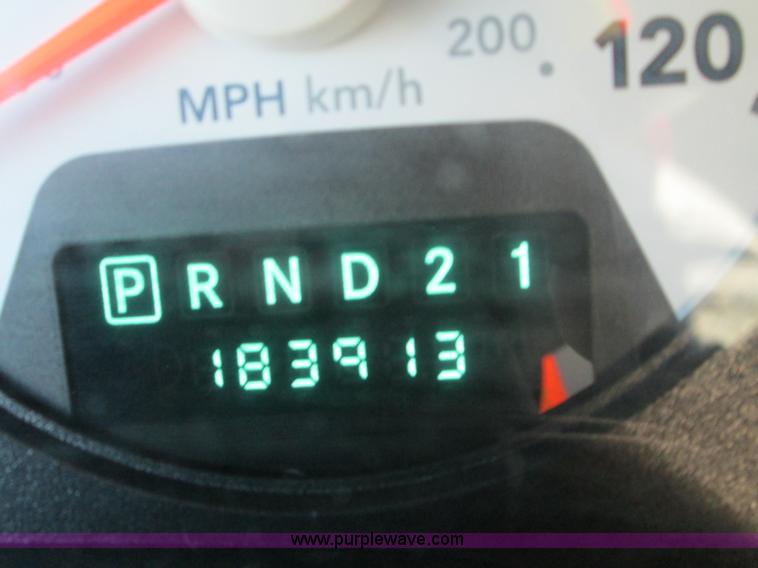 200 120
MPH km/h
P R N D 2 1
183913
www.purplewave.com